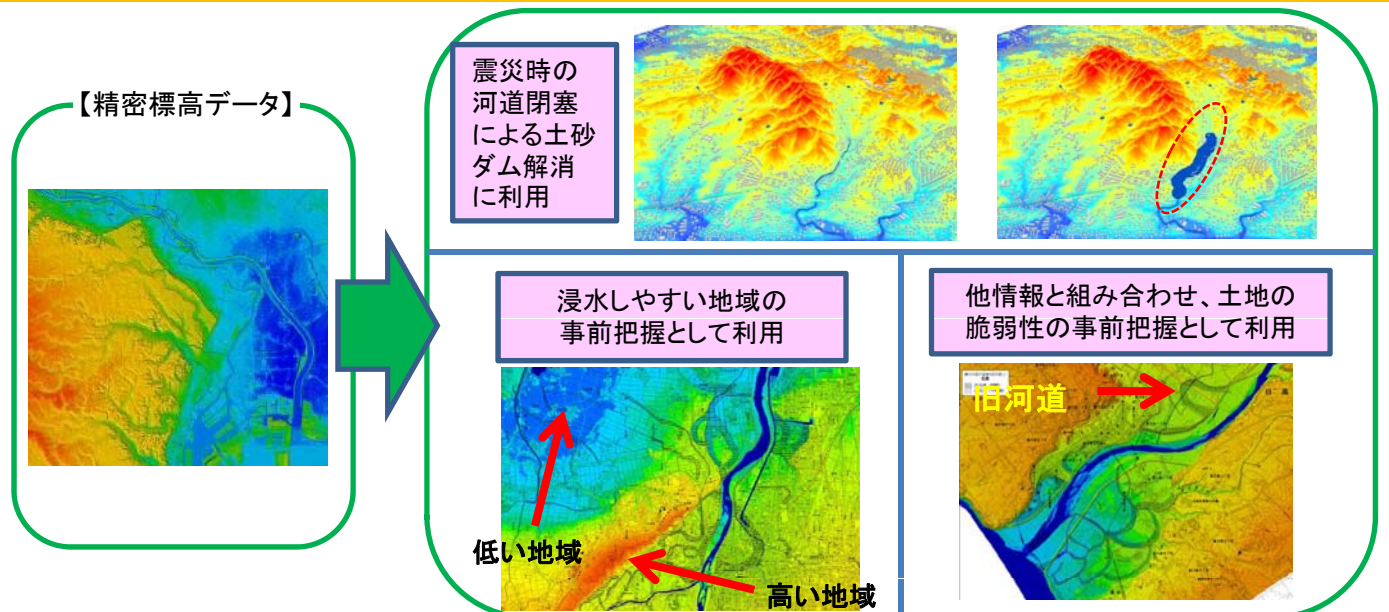 【精密標高データ】
震災時の
河道閉塞
による土砂
ダム解消
に利用
浸水しやすい地域の
事前把握として利用
低い地域
高い地域
他情報と組み合わせ、土地の
脆弱性の事前把握として利用
旧河道